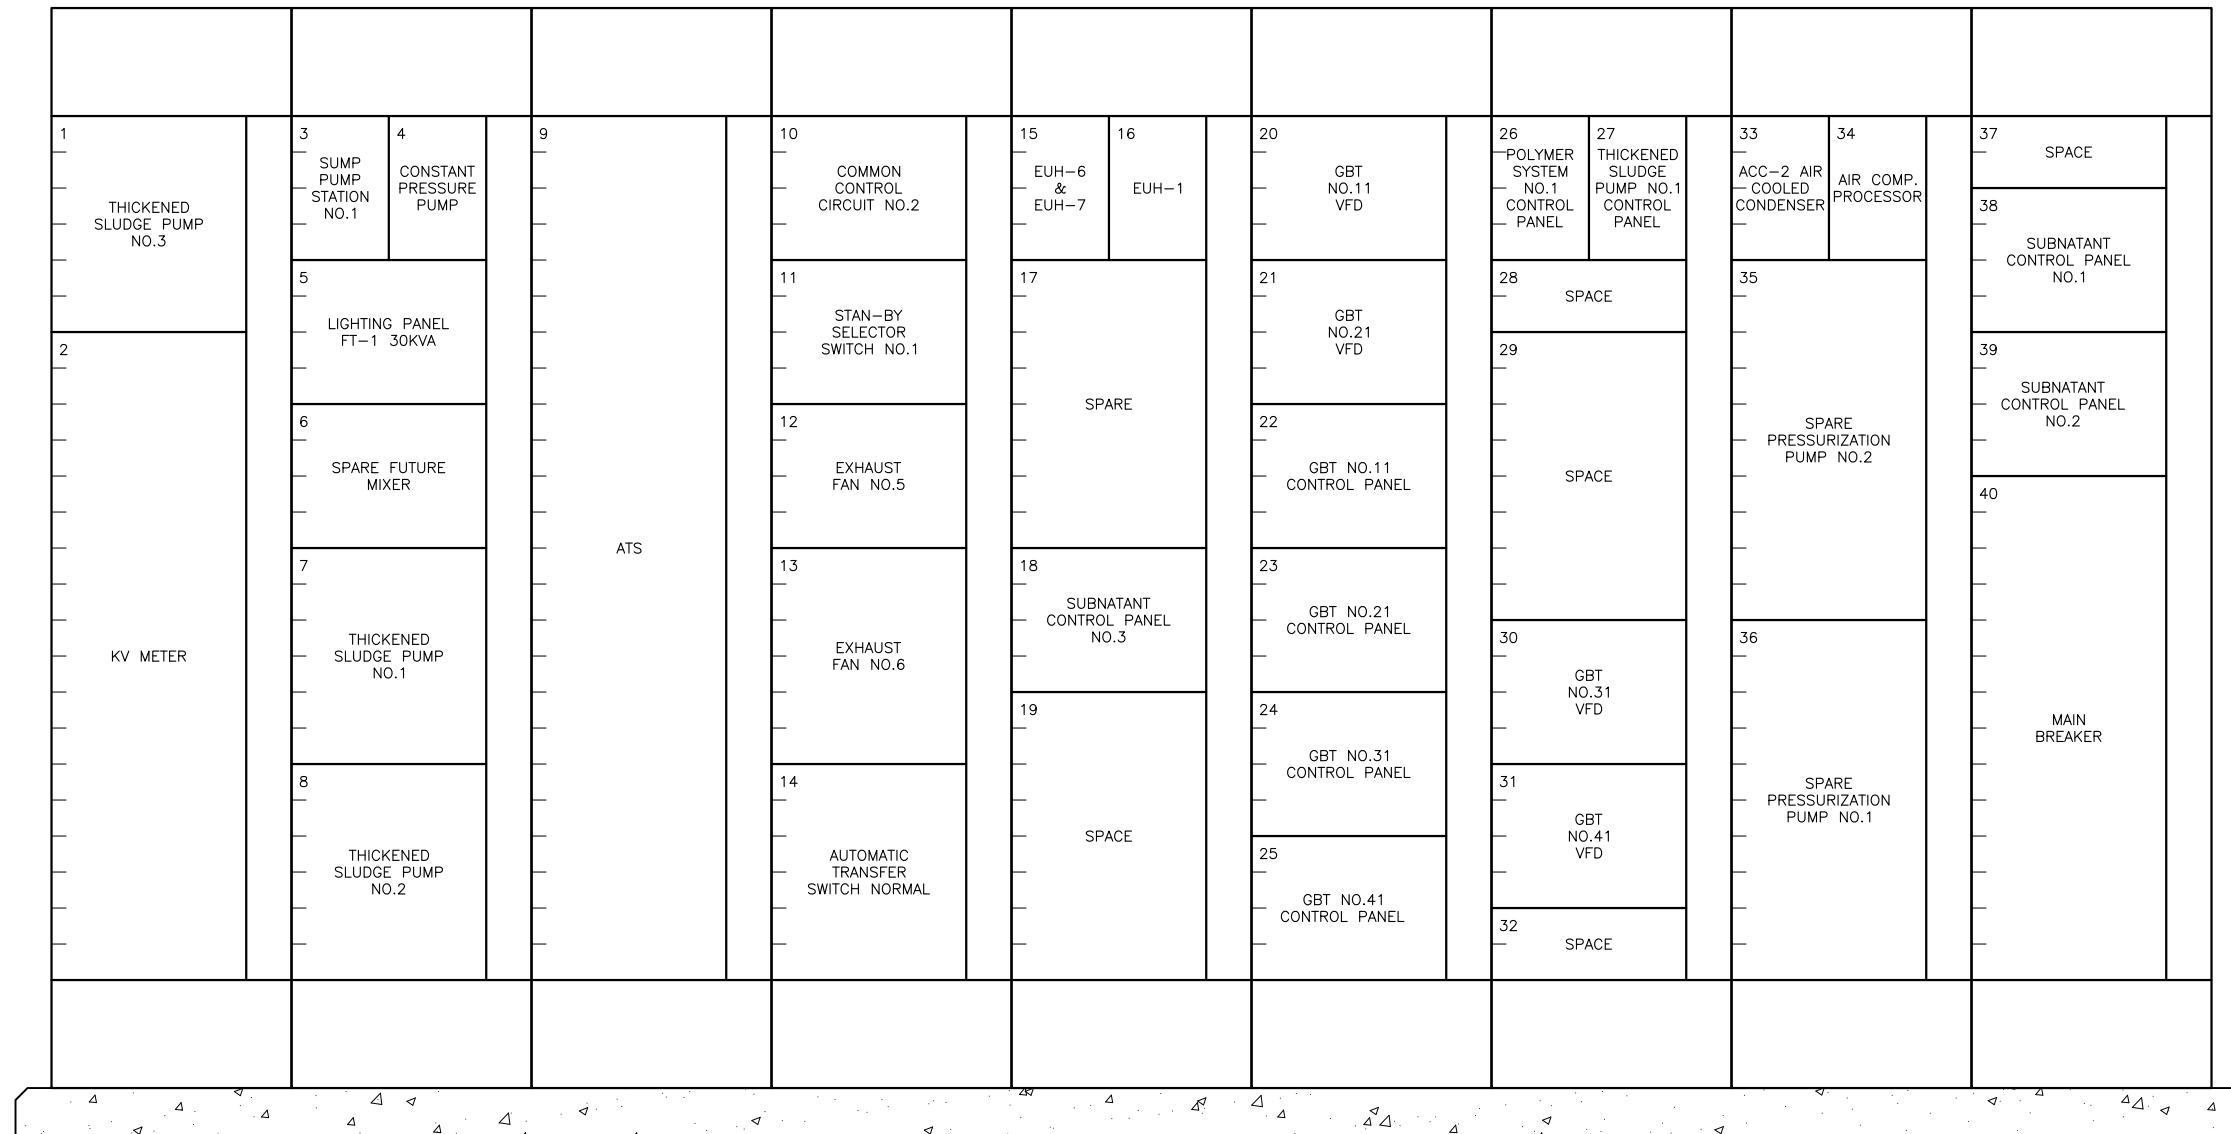 1
THICKENED
SLUDGE PUMP
NO.3
2
KV METER
3
SUMP
PUMP
STATION
NO.1
4
CONSTANT
PRESSURE
PUMP
5
LIGHTING PANEL
FT-1 30KVA
6
SPARE FUTURE
MIXER
7
THICKENED
SLUDGE PUMP
NO.1
8
THICKENED
SLUDGE PUMP
NO.2
9
ATS
10
COMMON
CONTROL
CIRCUIT NO.2
11
STAN-BY
SELECTOR
SWITCH NO.1
12
EXHAUST
FAN NO.5
13
EXHAUST
FAN NO.6
14
AUTOMATIC
TRANSFER
SWITCH NORMAL
15
EUH-6
&
EUH-7
16
EUH-1
17
SPARE
18
SUBNATANT
CONTROL PANEL
NO.3
19
SPACE
20
GBT
NO.11
VFD
21
GBT
NO.21
VFD
22
GBT NO.11
CONTROL PANEL
23
GBT NO.21
CONTROL PANEL
24
GBT NO.31
CONTROL PANEL
25
GBT NO.41
CONTROL PANEL
26
POLYMER
SYSTEM
NO.1
CONTROL
PANEL
27
THICKENED
SLUDGE
PUMP NO.1
CONTROL
PANEL
28
SPACE
29
SPACE
30
GBT
NO.31
VFD
31
GBT
NO.41
VFD
32
SPACE
33
ACC-2 AIR
COOLED
CONDENSER
34
AIR COMP.
PROCESSOR
35
SPARE
PRESSURIZATION
PUMP NO.2
36
SPARE
PRESSURIZATION
PUMP NO.1
37
SPACE
38
SUBNATANT
CONTROL PANEL
NO.1
39
SUBNATANT
CONTROL PANEL
NO.2
40
MAIN
BREAKER